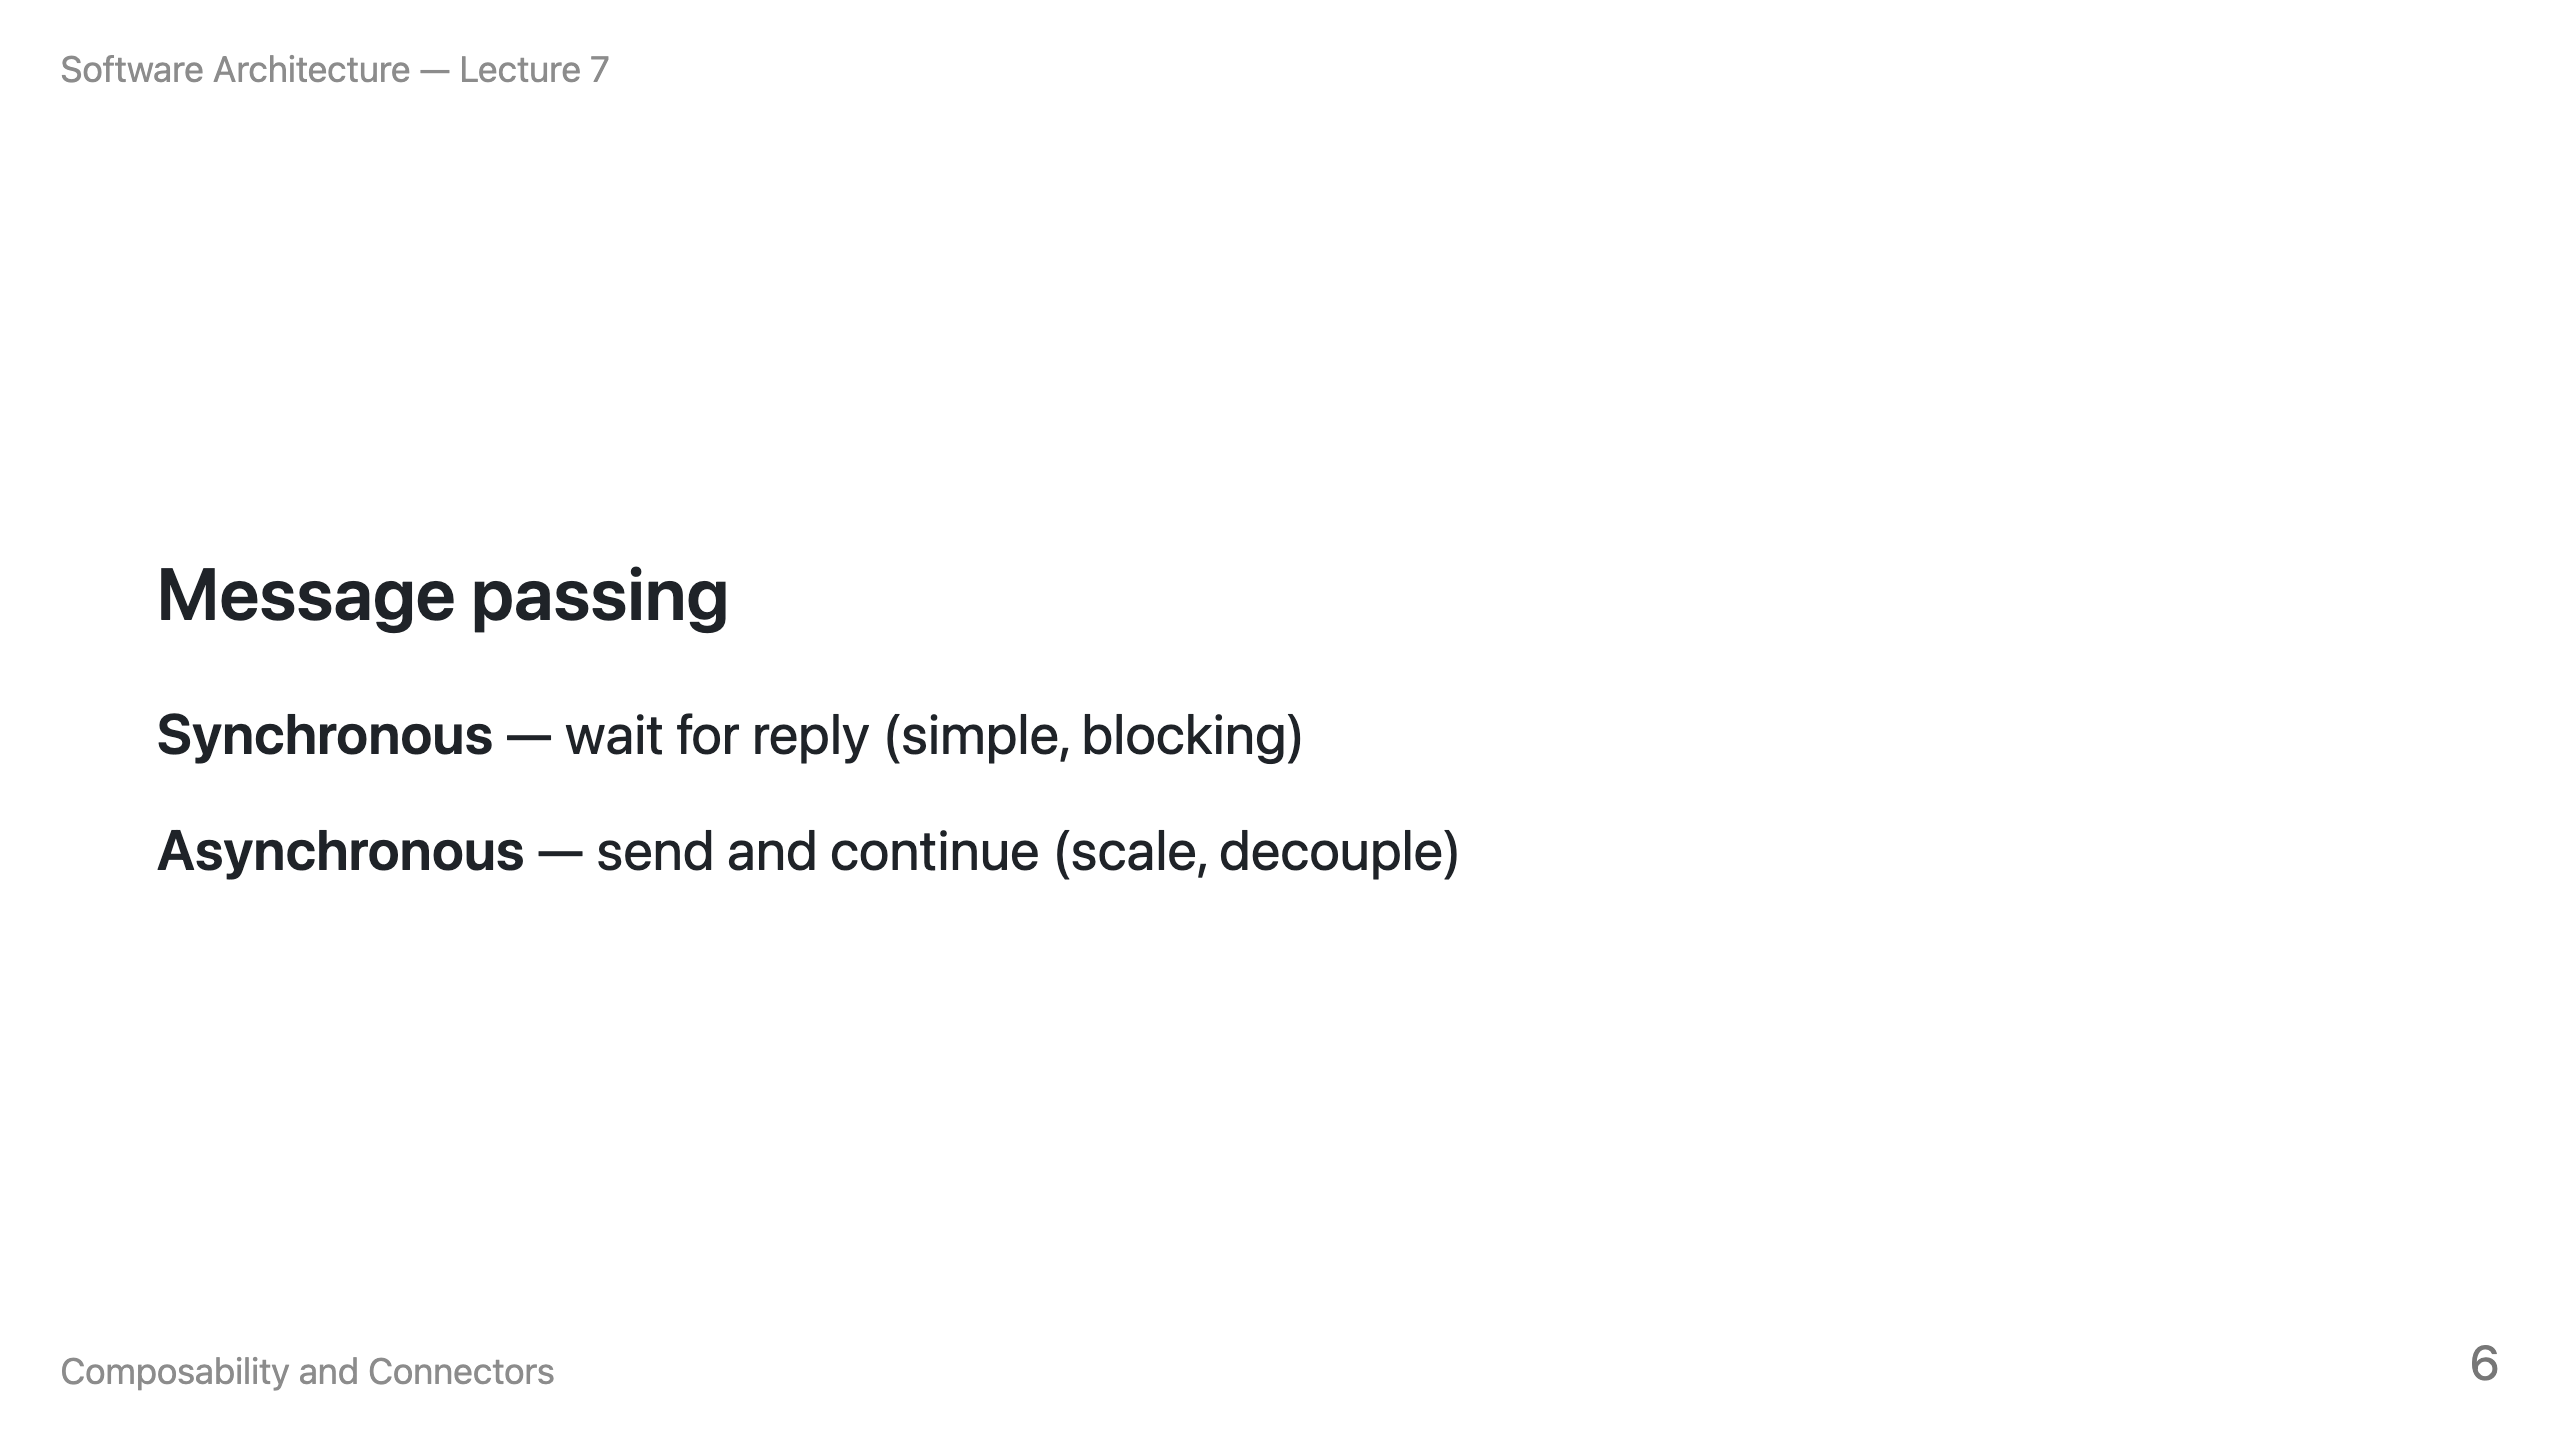 Software Architecture — Lecture 7
Message passing
Synchronous — wait for reply (simple, blocking)
Asynchronous — send and continue (scale, decouple)
Composability and Connectors
6